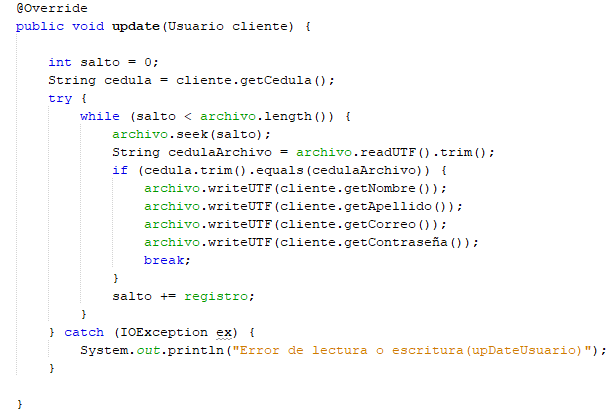 @Override
public void update(Usuario cliente) {
int salto = 0;
String cedula = cliente.getCedula();
try {
while (salto < archivo.length()) {
archivo.seek(salto);
String cedulaArchivo = archivo.readUTF().trim();
if (cedula.trim().equals(cedulaArchivo)) {
archivo.writeUTF(cliente.getNombre());
archivo.writeUTF(cliente.getApellido());
archivo.writeUTF(cliente.getCorreo());
archivo.writeUTF(cliente.getContraseña());
break;
}
salto += registro;
}
} catch (IOException ex) {
System.out.println("Error de lectura o escritura(upDateUsuario)");
}
}